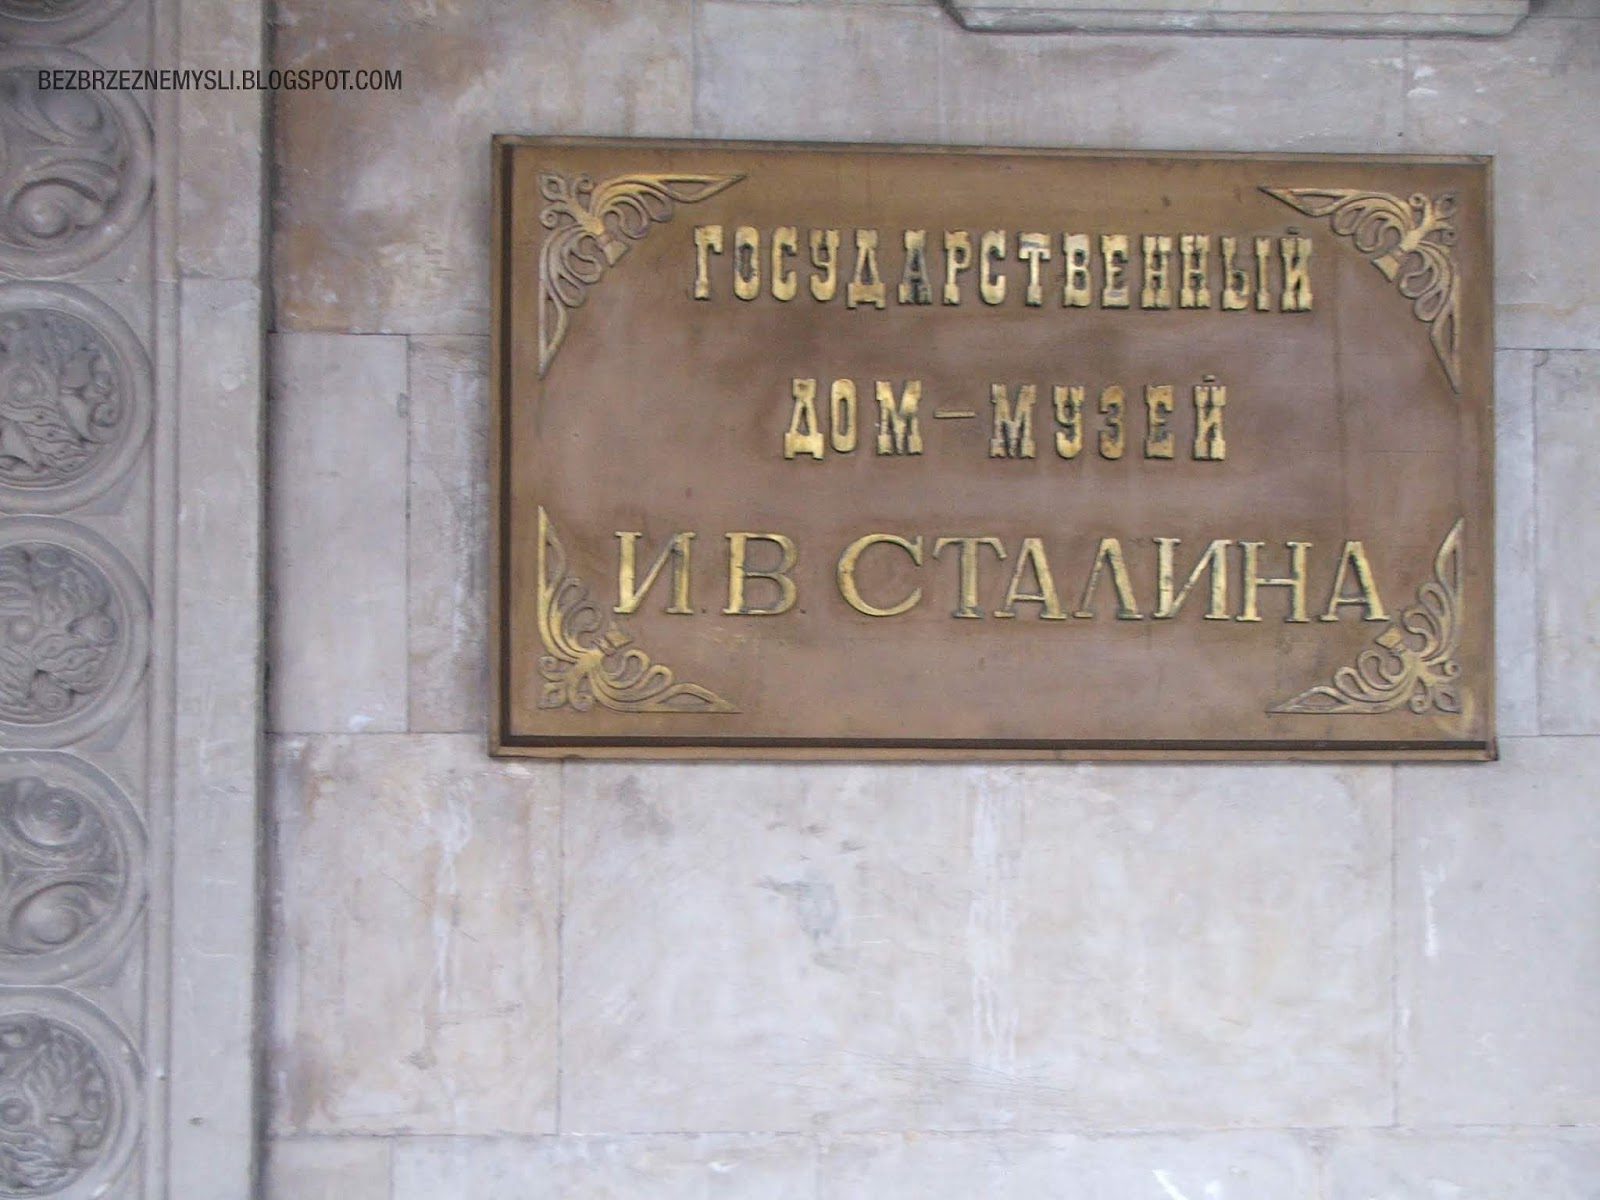 BEZBRZEZNEMYSLI.BLOGSPOT.COM
ГОСУДАРСТВЕННЫЙ
ДОМ-МУЗЕЙ
И.В. СТАЛИНА